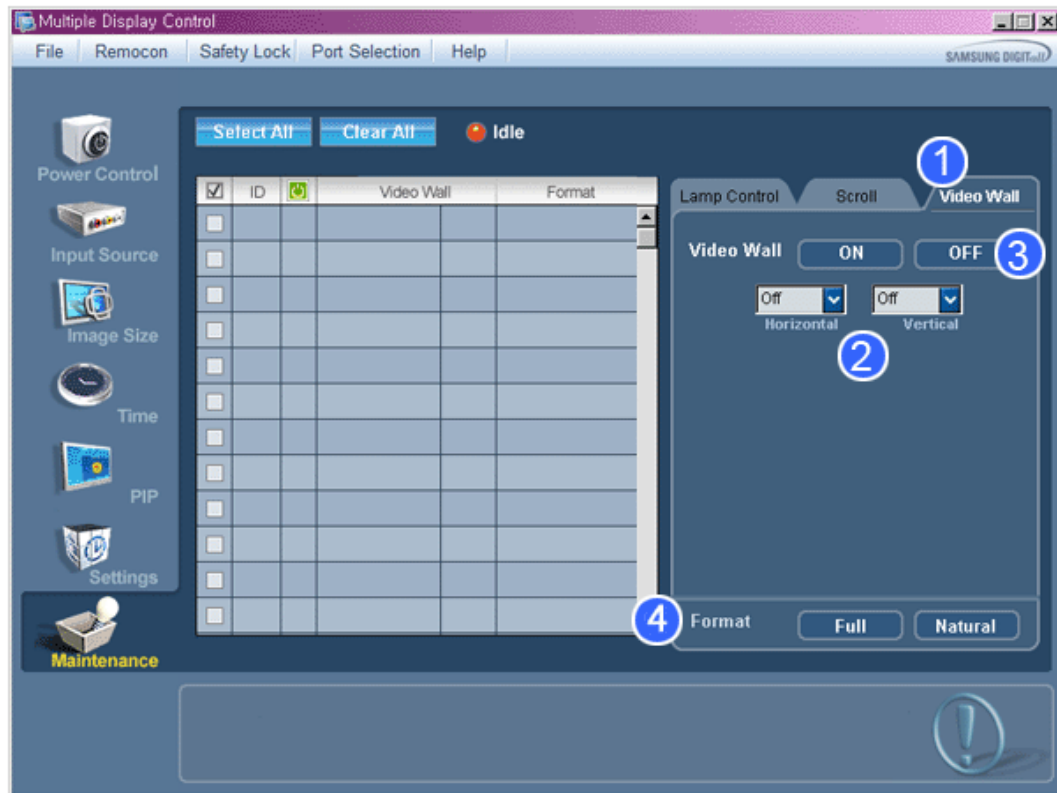 Multiple Display Control
File Remocon Safety Lock Port Selection Help
SAMSUNG DIGITall
Select All Clear All Idle
1
Power Control
ID Video Wall Format
Lamp Control Scroll Video Wall
Input Source
Video Wall ON OFF 3
Off Off
Horizontal Vertical
2
Image Size
Time
PIP
Settings
4 Format Full Natural
Maintenance